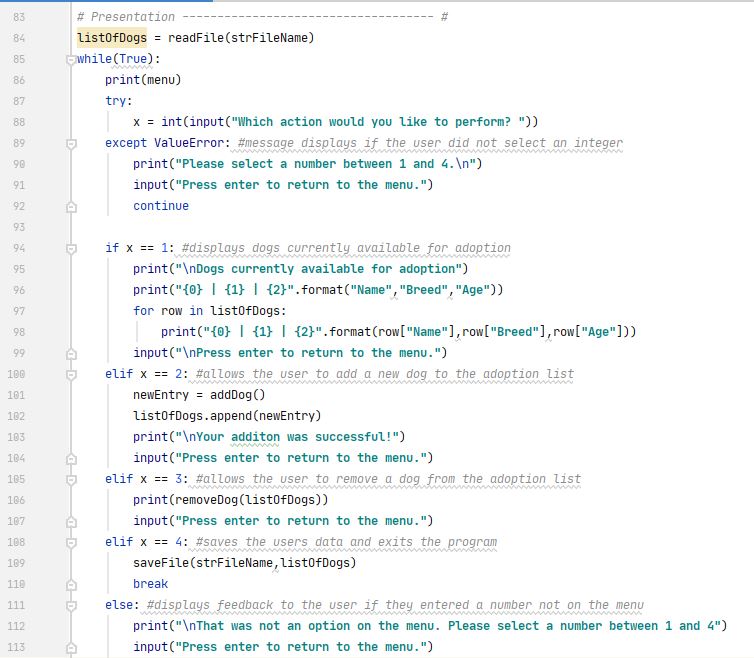 83 # Presentation ----------------------------------- #
84 listOfDogs = readFile(strFileName)
85 while(True):
86     print(menu)
87     try:
88         x = int(input("Which action would you like to perform? "))
89     except ValueError: #message displays if the user did not select an integer
90         print("Please select a number between 1 and 4.\n")
91         input("Press enter to return to the menu.")
92         continue
93
94     if x == 1: #displays dogs currently available for adoption
95         print("\nDogs currently available for adoption")
96         print("{0} | {1} | {2}".format("Name","Breed","Age"))
97         for row in listOfDogs:
98             print("{0} | {1} | {2}".format(row["Name"],row["Breed"],row["Age"]))
99         input("\nPress enter to return to the menu.")
100     elif x == 2: #allows the user to add a new dog to the adoption list
101         newEntry = addDog()
102         listOfDogs.append(newEntry)
103         print("\nYour additon was successful!")
104         input("Press enter to return to the menu.")
105     elif x == 3: #allows the user to remove a dog from the adoption list
106         print(removeDog(listOfDogs))
107         input("Press enter to return to the menu.")
108     elif x == 4: #saves the users data and exits the program
109         saveFile(strFileName,listOfDogs)
110         break
111     else: #displays feedback to the user if they entered a number not on the menu
112         print("\nThat was not an option on the menu. Please select a number between 1 and 4")
113         input("Press enter to return to the menu.")